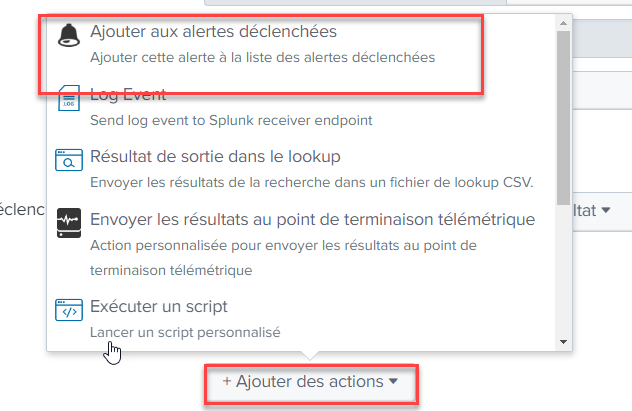 Ajouter aux alertes déclenchées
Ajouter cette alerte à la liste des alertes déclenchées
LOG
Log Event
Send log event to Splunk receiver endpoint
Résultat de sortie dans le lookup
Envoyer les résultats de la recherche dans un fichier de lookup CSV.
éclenc
ltat
Envoyer les résultats au point de terminaison télémétrique
Action personnalisée pour envoyer les résultats au point de
terminaison télémétrique
Exécuter un script
Lancer un script personnalisé
+ Ajouter des actions